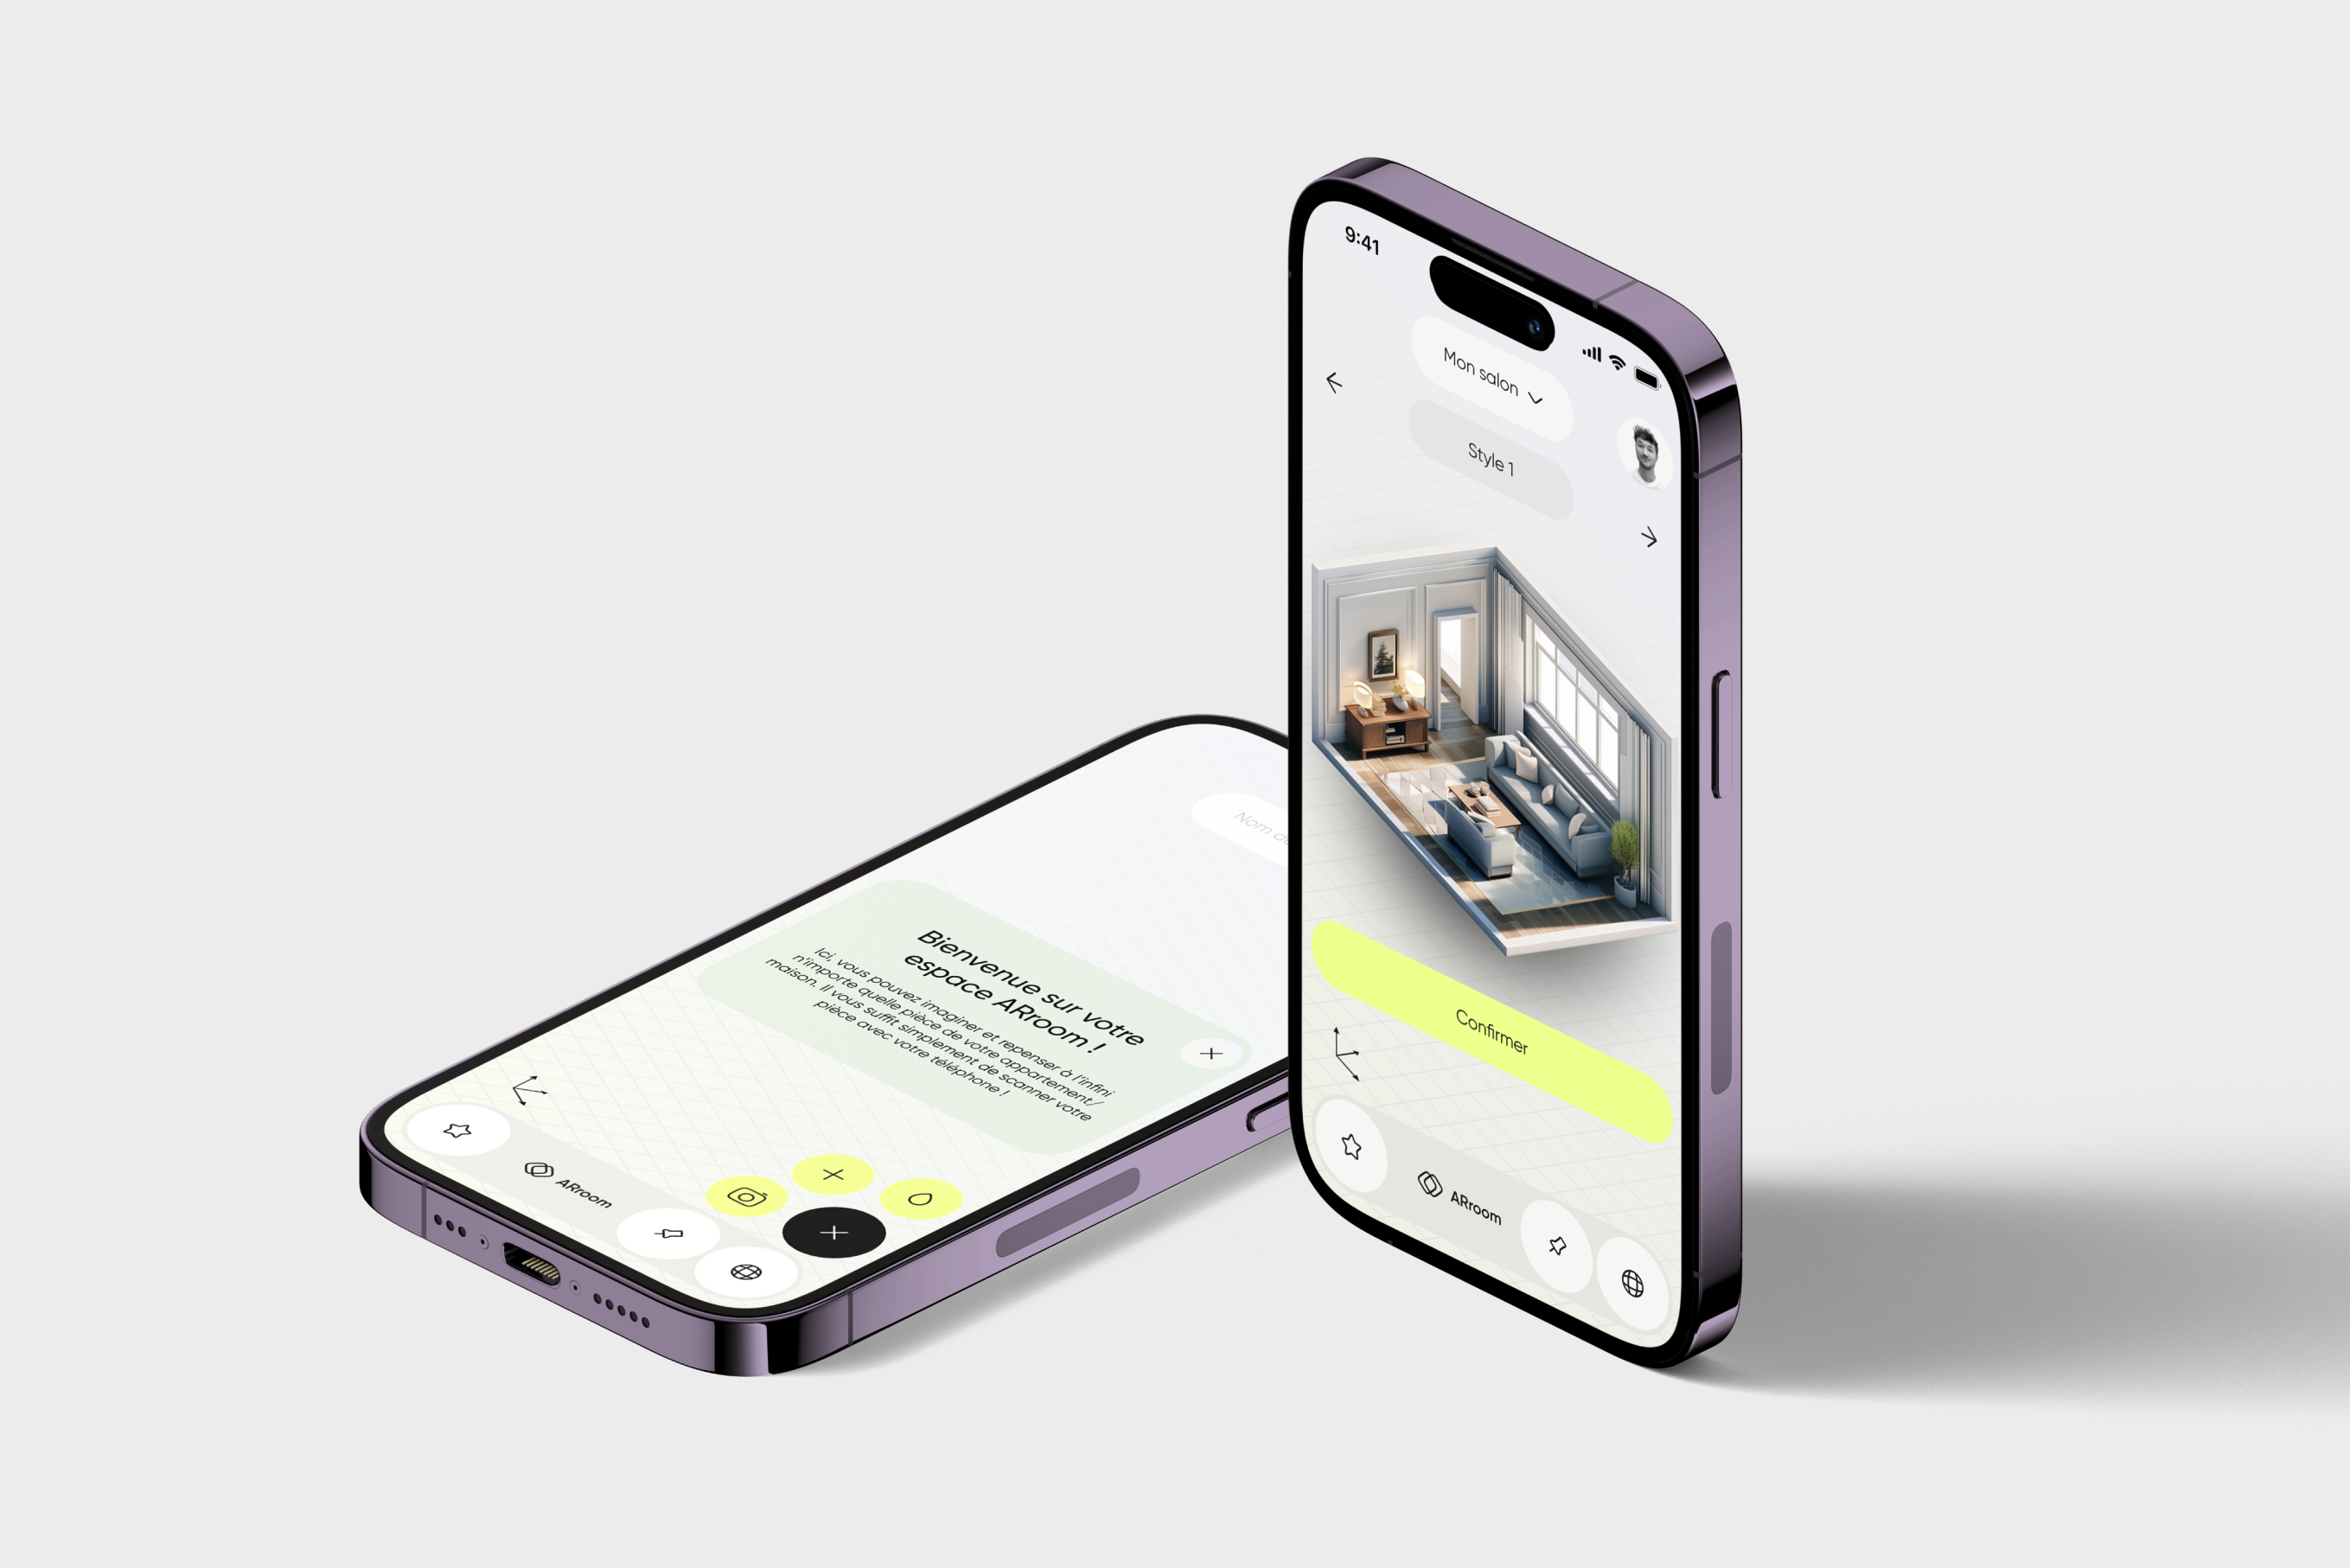 9:41
Mon salon
Style 1
Confirmer
ARroom
Nom
Bienvenue sur votre
espace ARroom !
Ici, vous pouvez imaginer et repenser à l'infini
n'importe quelle pièce de votre appartement/
maison. Il vous suffit simplement de scanner votre
pièce avec votre téléphone !
ARroom